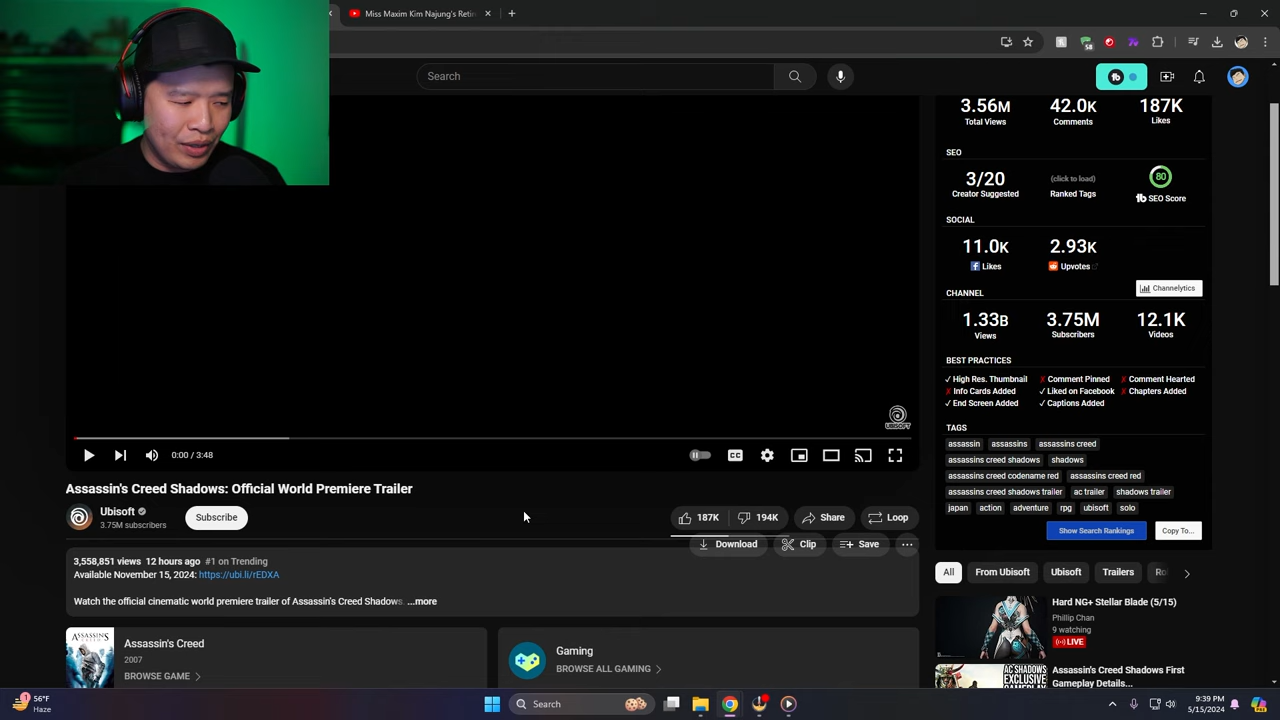 Miss Maxim Kim Najung's Retin
Search
58
3.56M
Total Views
42.0K
Comments
187K
Likes
SEO
3/20
Creator Suggested
(click to load)
Ranked Tags
80
SEO Score
SOCIAL
11.0K
Likes
2.93K
Upvotes
CHANNEL
Channelytics
1.33B
Views
3.75M
Subscribers
12.1K
Videos
BEST PRACTICES
✓ High Res. Thumbnail
✗ Comment Pinned
✗ Comment Hearted
✗ Info Cards Added
✓ Liked on Facebook
✗ Chapters Added
✓ End Screen Added
✓ Captions Added
TAGS
assassin assassins assassins creed
assassins creed shadows shadows
assassins creed codename red assassins creed red
assassins creed shadows trailer ac trailer shadows trailer
japan action adventure rpg ubisoft solo
Show Search Rankings
Copy To...
UBISOFT
0:00 / 3:48
CC
Assassin's Creed Shadows: Official World Premiere Trailer
Ubisoft
3.75M subscribers
Subscribe
187K
194K
Share
Loop
Download
Clip
Save
3,558,851 views 12 hours ago #1 on Trending
Available November 15, 2024: https://ubi.li/rEDXA
Watch the official cinematic world premiere trailer of Assassin's Creed Shadows. ...more
ASSASSIN'S
Assassin's Creed
2007
BROWSE GAME
Gaming
BROWSE ALL GAMING
All
From Ubisoft
Ubisoft
Trailers
Hard NG+ Stellar Blade (5/15)
Phillip Chan
9 watching
LIVE
AC SHADOWS
EXCLUSIVE
Assassin's Creed Shadows First
Gameplay Details...
1
56°F
Haze
Search
9:39 PM
5/15/2024